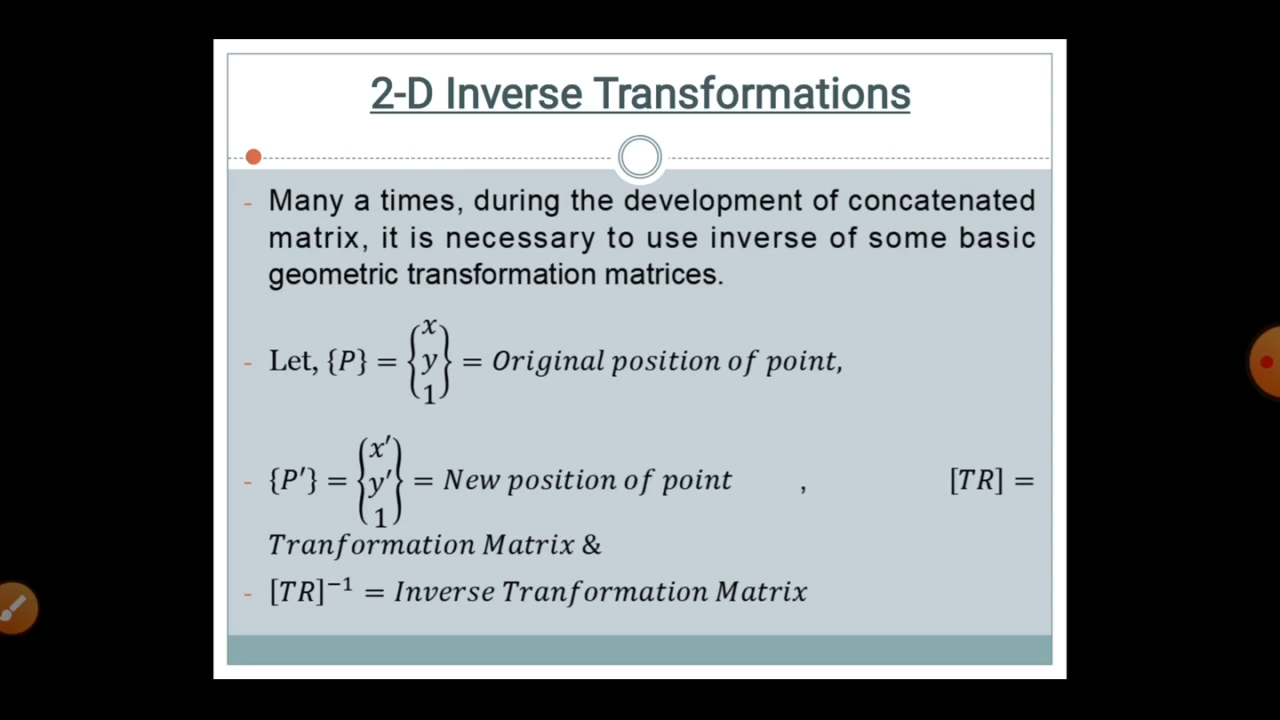 2-D Inverse Transformations
- Many a times, during the development of concatenated
matrix, it is necessary to use inverse of some basic
geometric transformation matrices.
- Let, {P} = {x y 1} = Original position of point,
- {P′} = {x′ y′ 1} = New position of point , [TR] =
Tranformation Matrix &
- [TR]⁻¹ = Inverse Tranformation Matrix